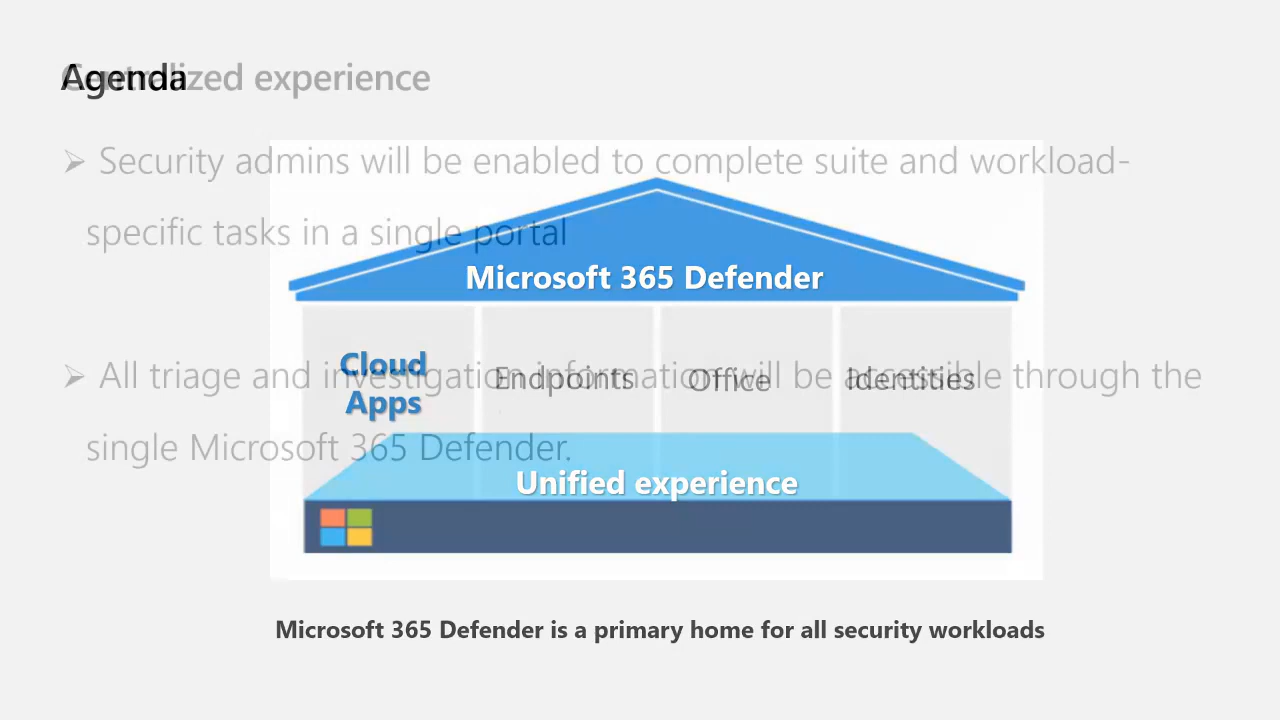 Agenda
Centralized experience
➢ Security admins will be enabled to complete suite and workload-
specific tasks in a single portal
Microsoft 365 Defender
Cloud
Apps
Endpoints
Office
Identities
➢ All triage and investigation information will be accessible through the
single Microsoft 365 Defender.
Unified experience
Microsoft 365 Defender is a primary home for all security workloads